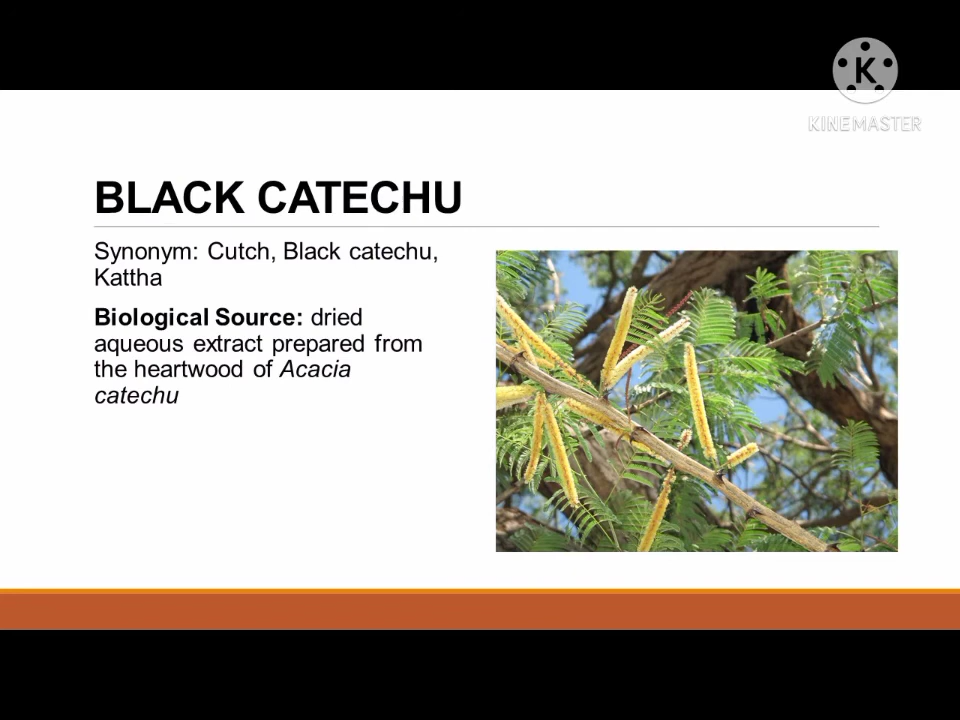 K
KINEMASTER
BLACK CATECHU
Synonym: Cutch, Black catechu,
Kattha
Biological Source: dried
aqueous extract prepared from
the heartwood of Acacia
catechu